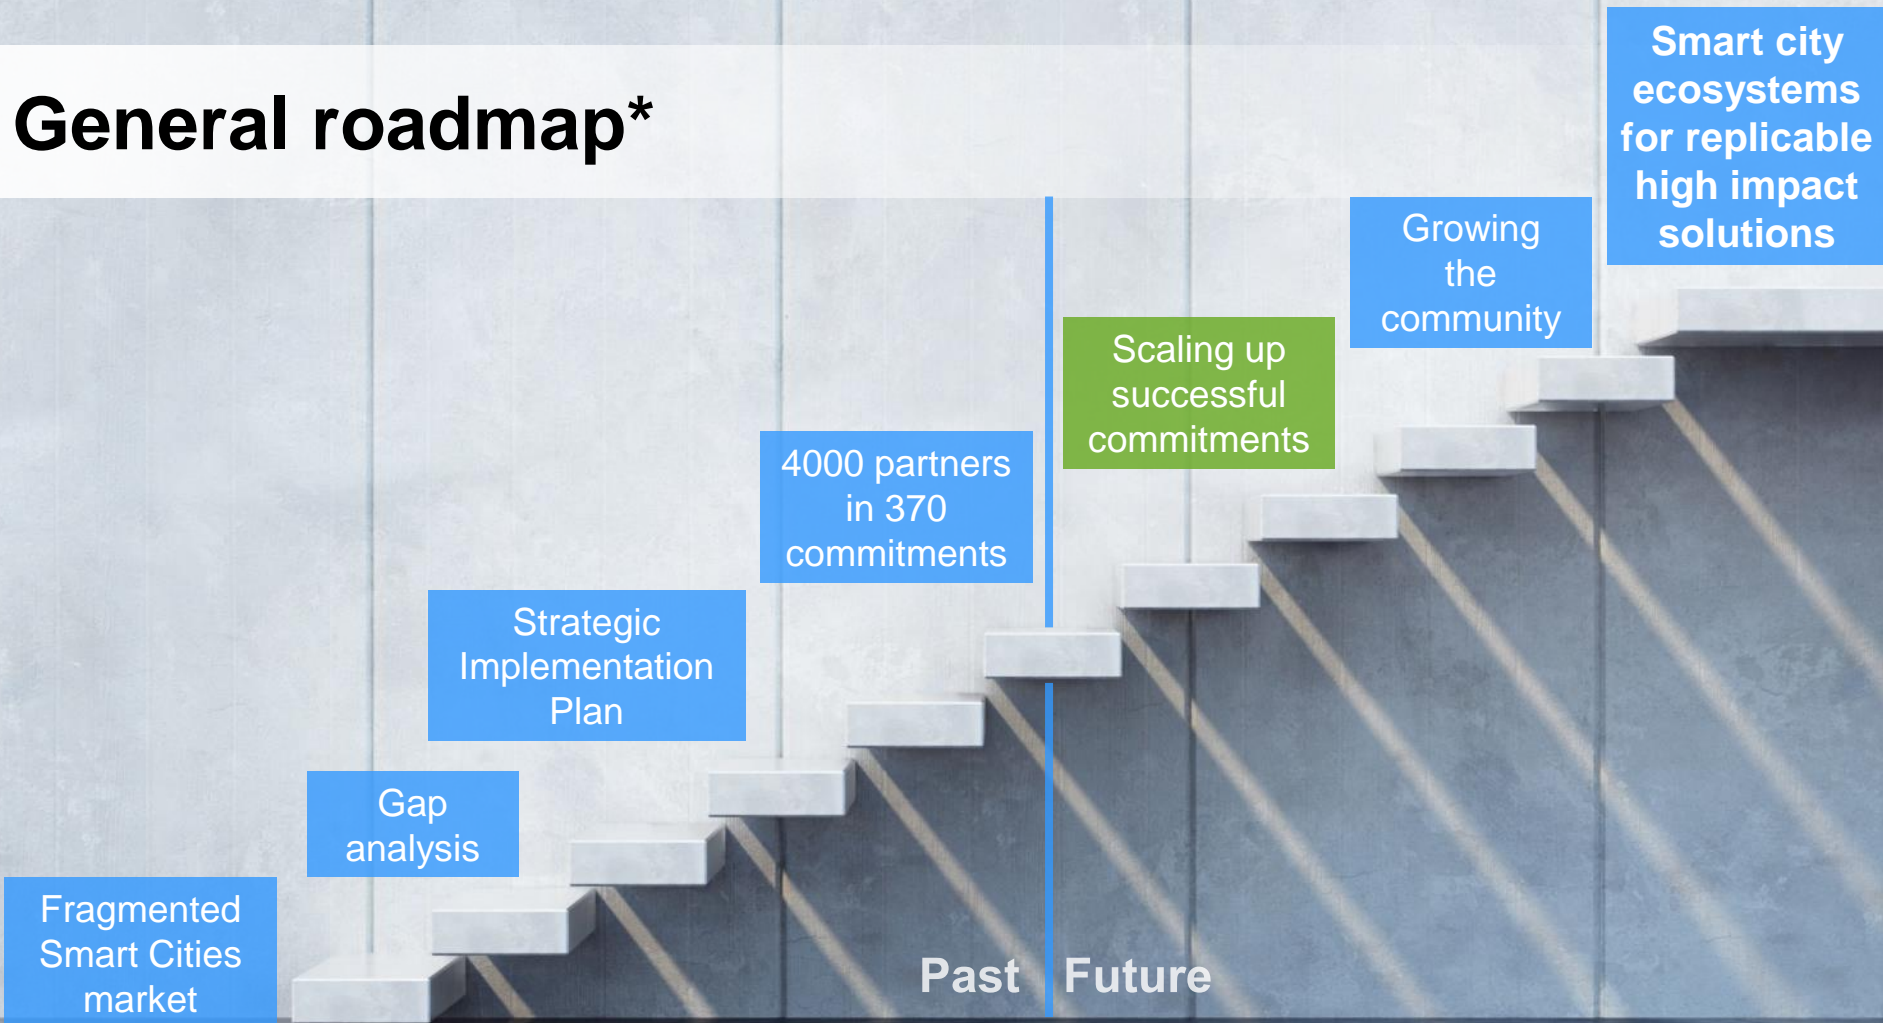 General roadmap*
Smart city
ecosystems
for replicable
high impact
solutions
Growing
the
community
Scaling up
successful
commitments
4000 partners
in 370
commitments
Strategic
Implementation
Plan
Gap
analysis
Fragmented
Smart Cities
market
Past
Future